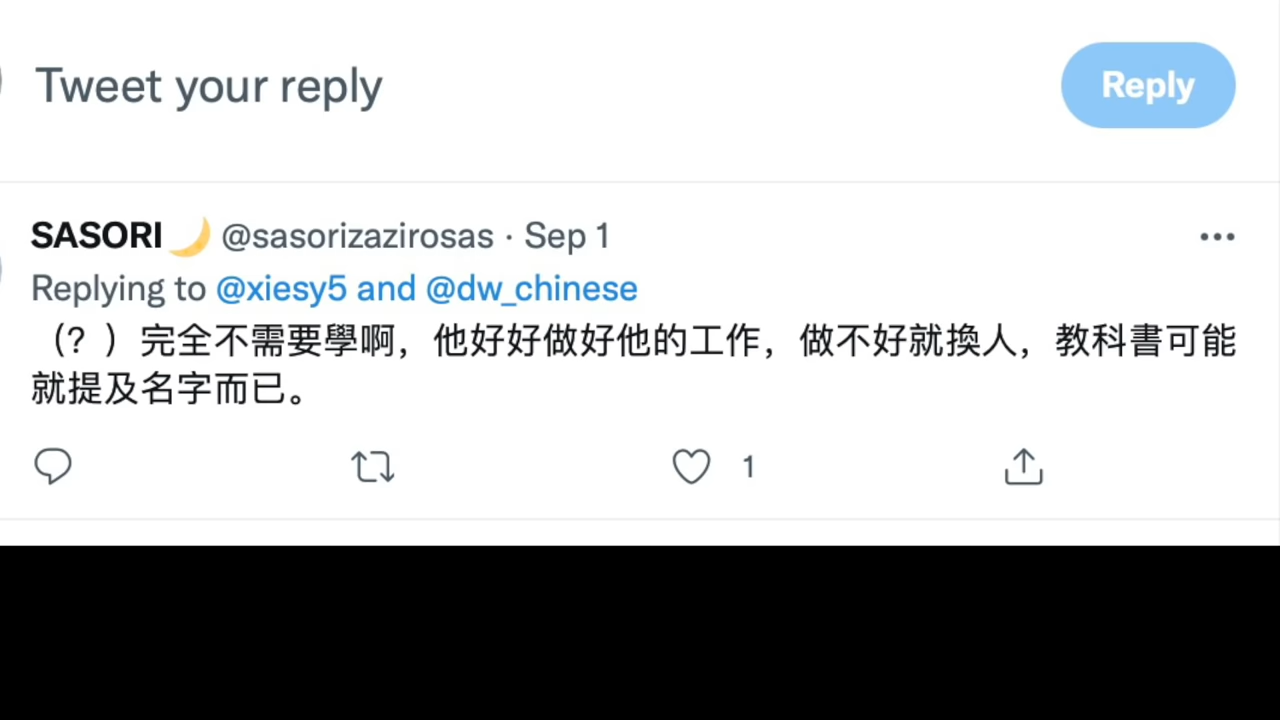 Tweet your reply
Reply
SASORI🌙 @sasorizazirosas · Sep 1
Replying to @xiesy5 and @dw_chinese
（？）完全不需要學啊，他好好做好他的工作，做不好就換人，教科書可能
就提及名字而已。
1